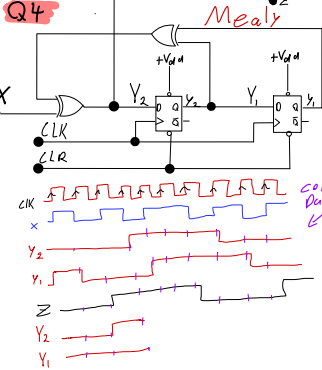 Q4
Mealy
Z
+Vdd
+Vdd
X
Y₂
y₂
Y₁
y₁
D Q
Q̅
D Q
Q̅
CLK
CLR
CLK
X
Y₂
Y₁
Z
Y₂
Y₁